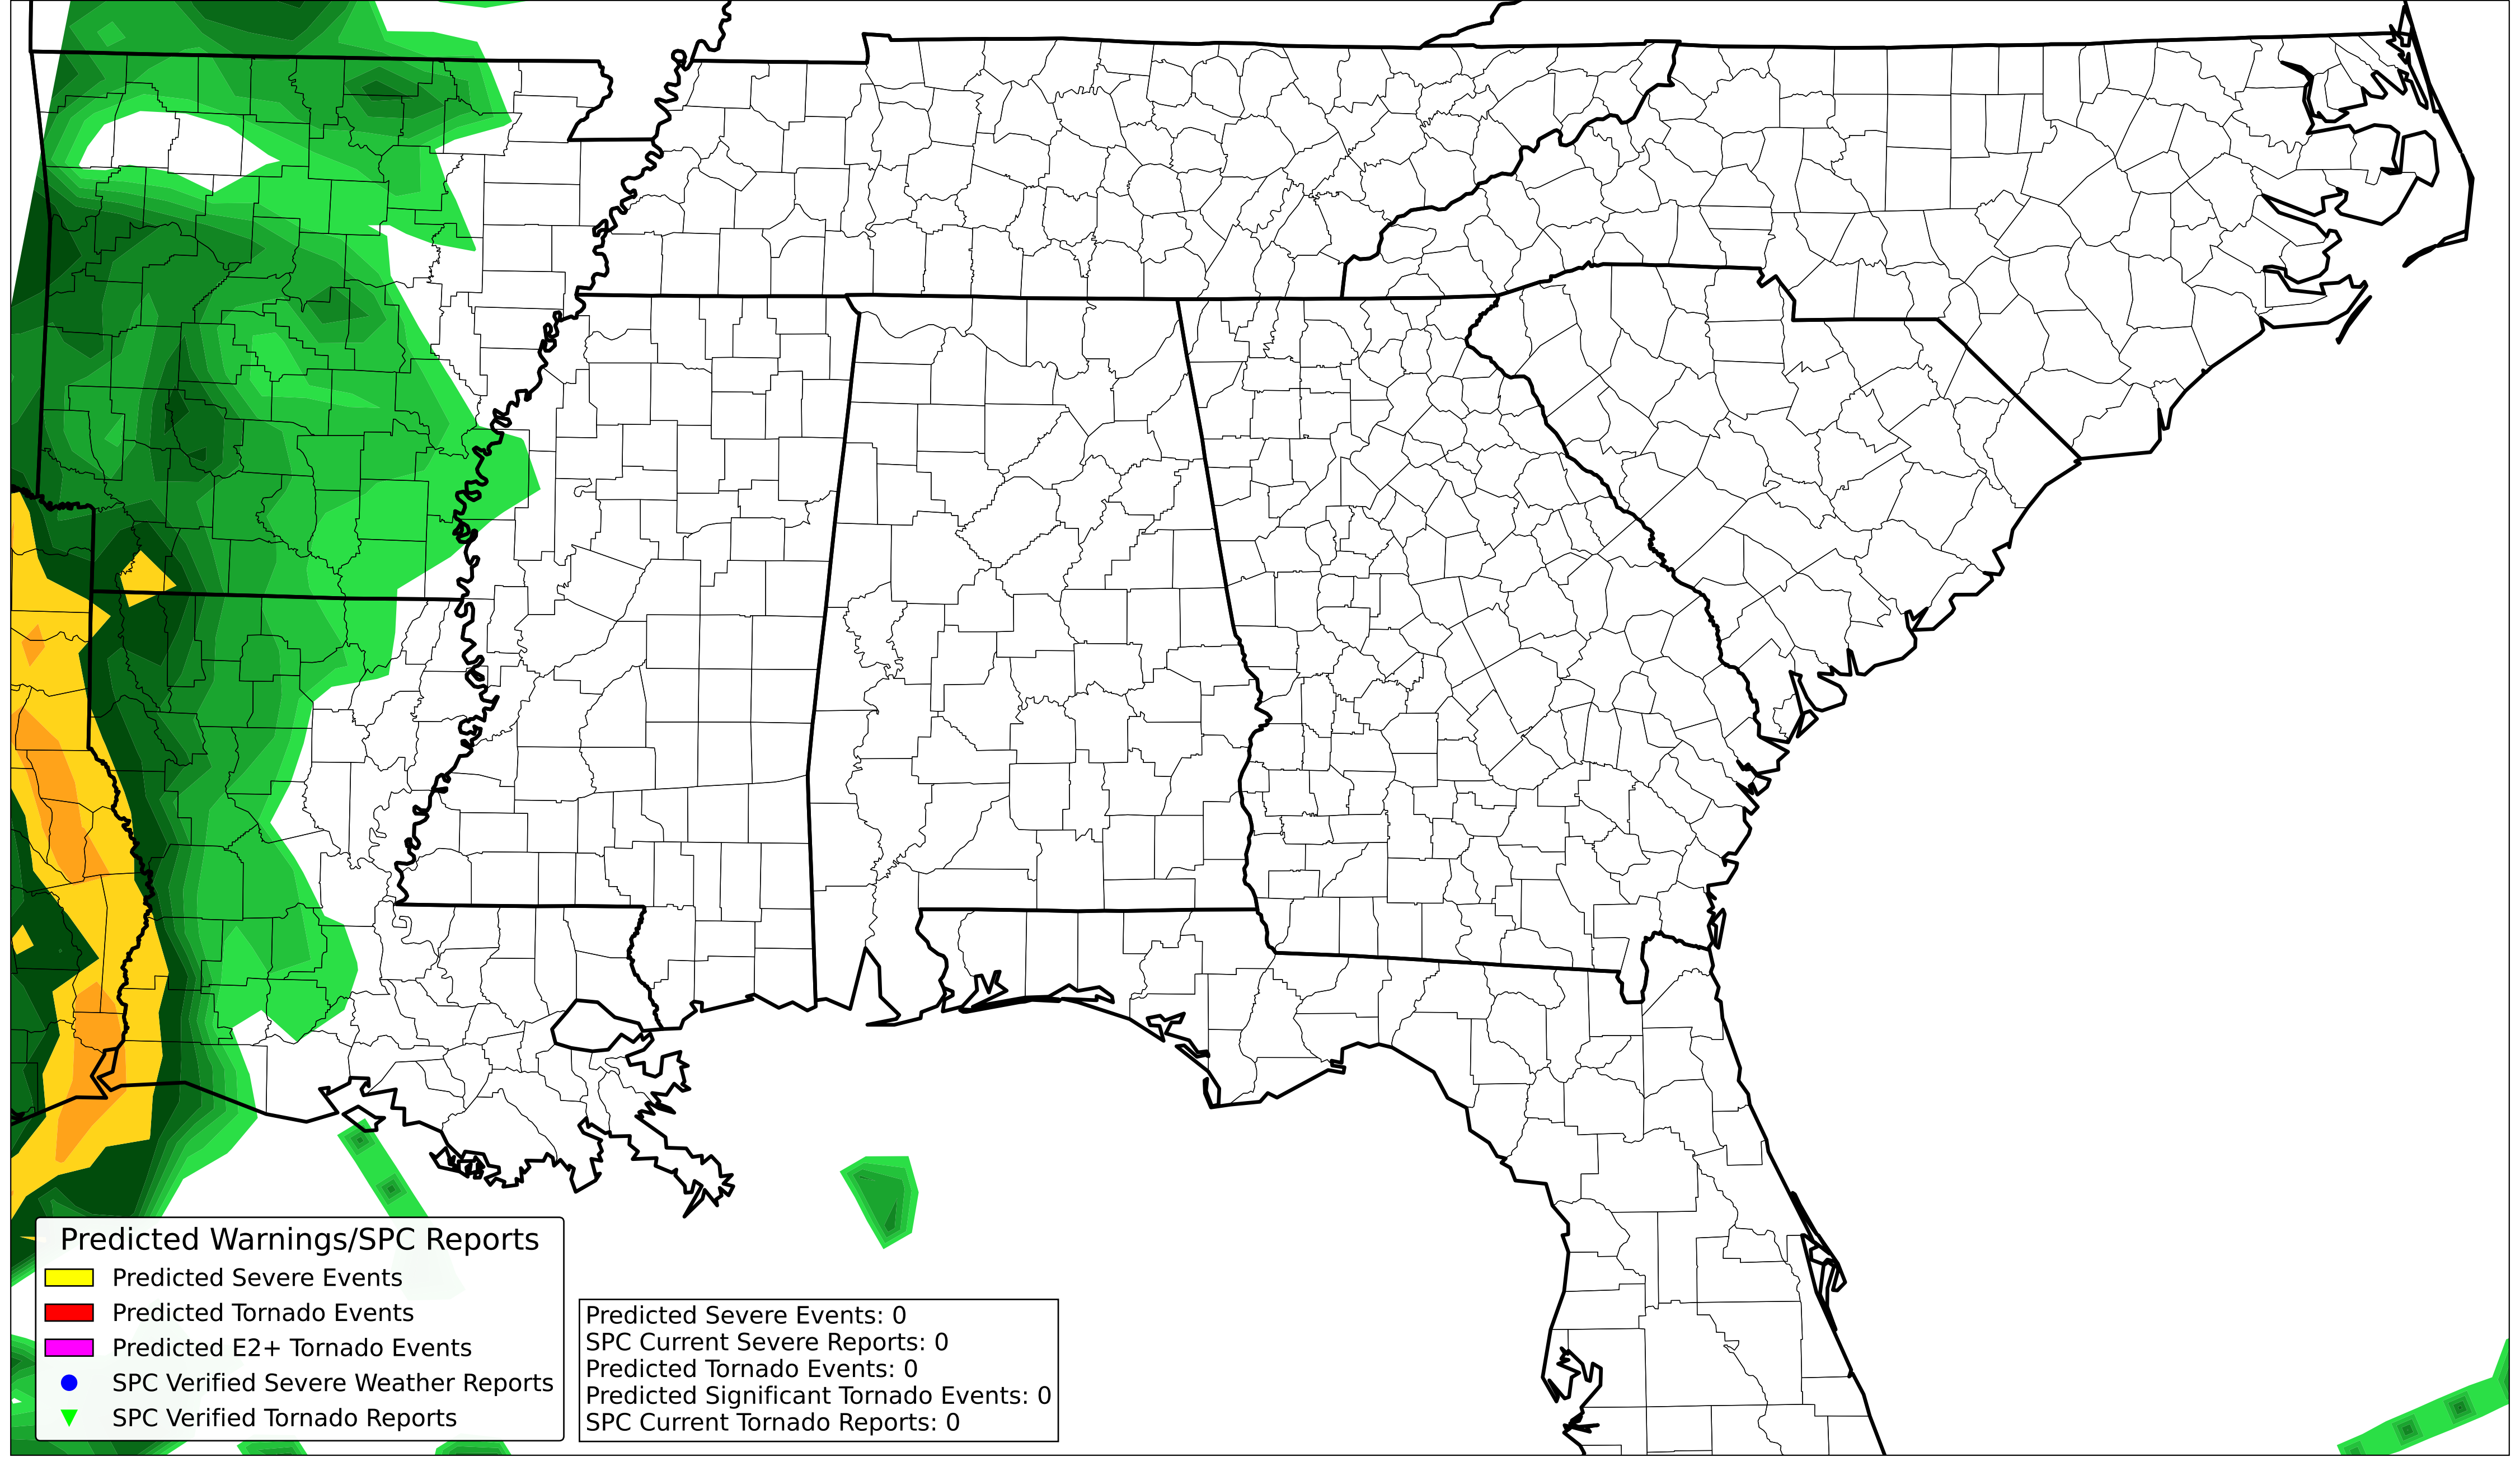 Predicted Warnings/SPC Reports
Predicted Severe Events
Predicted Tornado Events
Predicted E2+ Tornado Events
SPC Verified Severe Weather Reports
SPC Verified Tornado Reports
Predicted Severe Events: 0
SPC Current Severe Reports: 0
Predicted Tornado Events: 0
Predicted Significant Tornado Events: 0
SPC Current Tornado Reports: 0